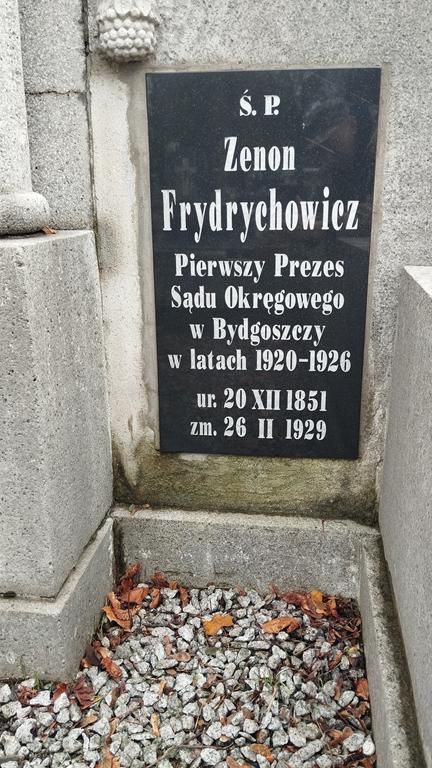 Ś. P.
Zenon
Frydrychowicz
Pierwszy Prezes
Sądu Okręgowego
w Bydgoszczy
w latach 1920-1926
ur. 20 XII 1851
zm. 26 II 1929